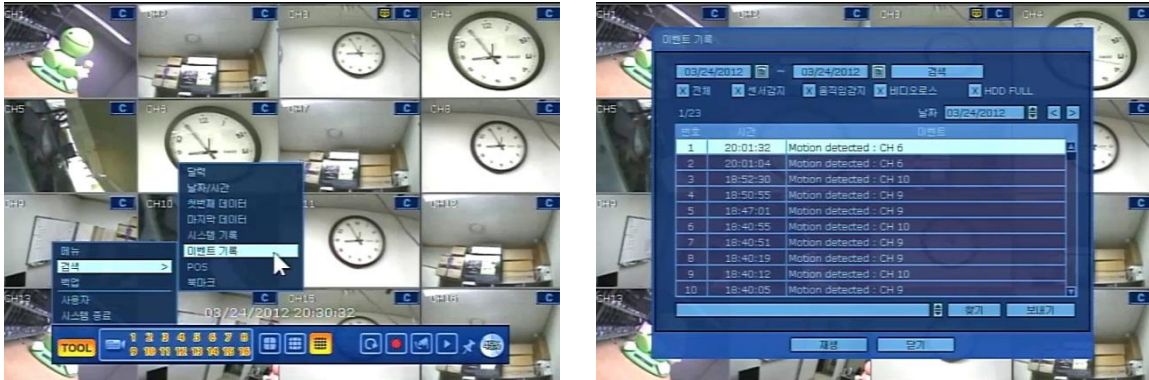 CH1 C CH2 C CH3 C CH4 C
CH5 CH6 CH7 CH8
C CH10 C 11 C CH12 C
CH13 C CH15 C CH16 C
달력
날짜/시간
첫번째 데이터
마지막 데이터
시스템 기록
이벤트 기록
POS
북마크
메뉴
검색 >
백업
사용자
시스템 종료
03/24/2012 20:30:32
TOOL
1 2 3 4 5 6 7 8
9 10 11 12 13 14 15 16
C C CH3 C CH4 C
CH5
CH13
이벤트 기록
03/24/2012 ~ 03/24/2012 검색
X 전체 X 센서감지 X 움직임감지 X 비디오로스 X HDD FULL
1/23 날짜 03/24/2012 < >
번호 시간 이벤트
1 20:01:32 Motion detected : CH 6
2 20:01:04 Motion detected : CH 6
3 18:52:30 Motion detected : CH 10
4 18:50:55 Motion detected : CH 9
5 18:47:01 Motion detected : CH 9
6 18:40:55 Motion detected : CH 10
7 18:40:51 Motion detected : CH 9
8 18:40:19 Motion detected : CH 9
9 18:40:12 Motion detected : CH 10
10 18:40:05 Motion detected : CH 9
찾기 보내기
재생 닫기